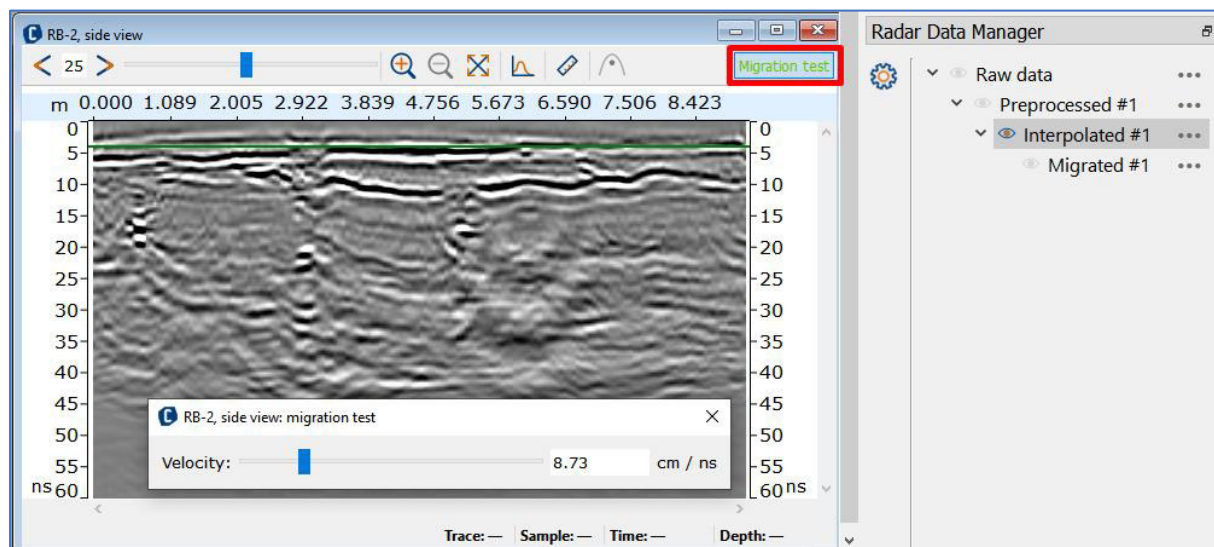 RB-2, side view
25
Migration test
m 0.000 1.089 2.005 2.922 3.839 4.756 5.673 6.590 7.506 8.423
0 0
5 5
10 10
15 15
20 20
25 25
30 30
35 35
40 40
45 45
50 50
55 55
ns 60 60 ns
RB-2, side view: migration test
Velocity: 8.73 cm / ns
Trace: — Sample: — Time: — Depth: —
Radar Data Manager
Raw data
Preprocessed #1
Interpolated #1
Migrated #1